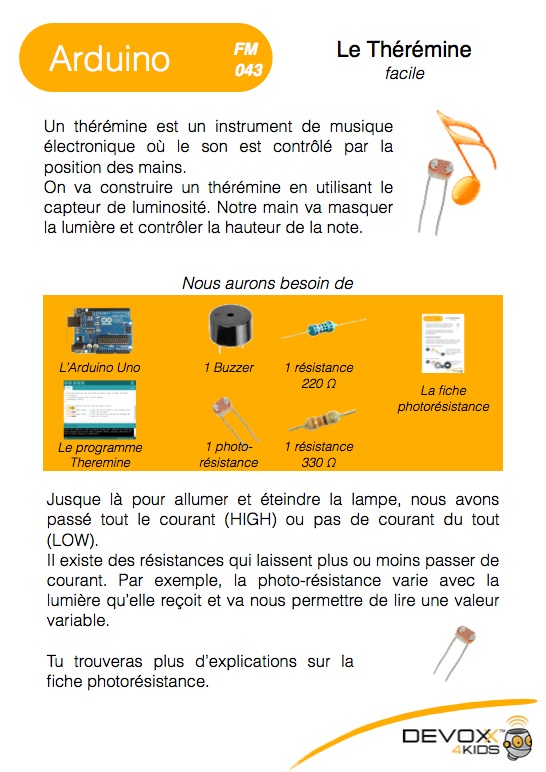 Arduino
FM
043
Le Thérémine
facile
Un thérémine est un instrument de musique
électronique où le son est contrôlé par la
position des mains.
On va construire un thérémine en utilisant le
capteur de luminosité. Notre main va masquer
la lumière et contrôler la hauteur de la note.
Nous aurons besoin de
L'Arduino Uno
1 Buzzer
1 résistance
220 Ω
La fiche
photorésistance
Le programme
Theremine
1 photo-
résistance
1 résistance
330 Ω
Jusque là pour allumer et éteindre la lampe, nous avons
passé tout le courant (HIGH) ou pas de courant du tout
(LOW).
Il existe des résistances qui laissent plus ou moins passer de
courant. Par exemple, la photo-résistance varie avec la
lumière qu'elle reçoit et va nous permettre de lire une valeur
variable.
Tu trouveras plus d'explications sur la
fiche photorésistance.
DEVOXX™
4KIDS